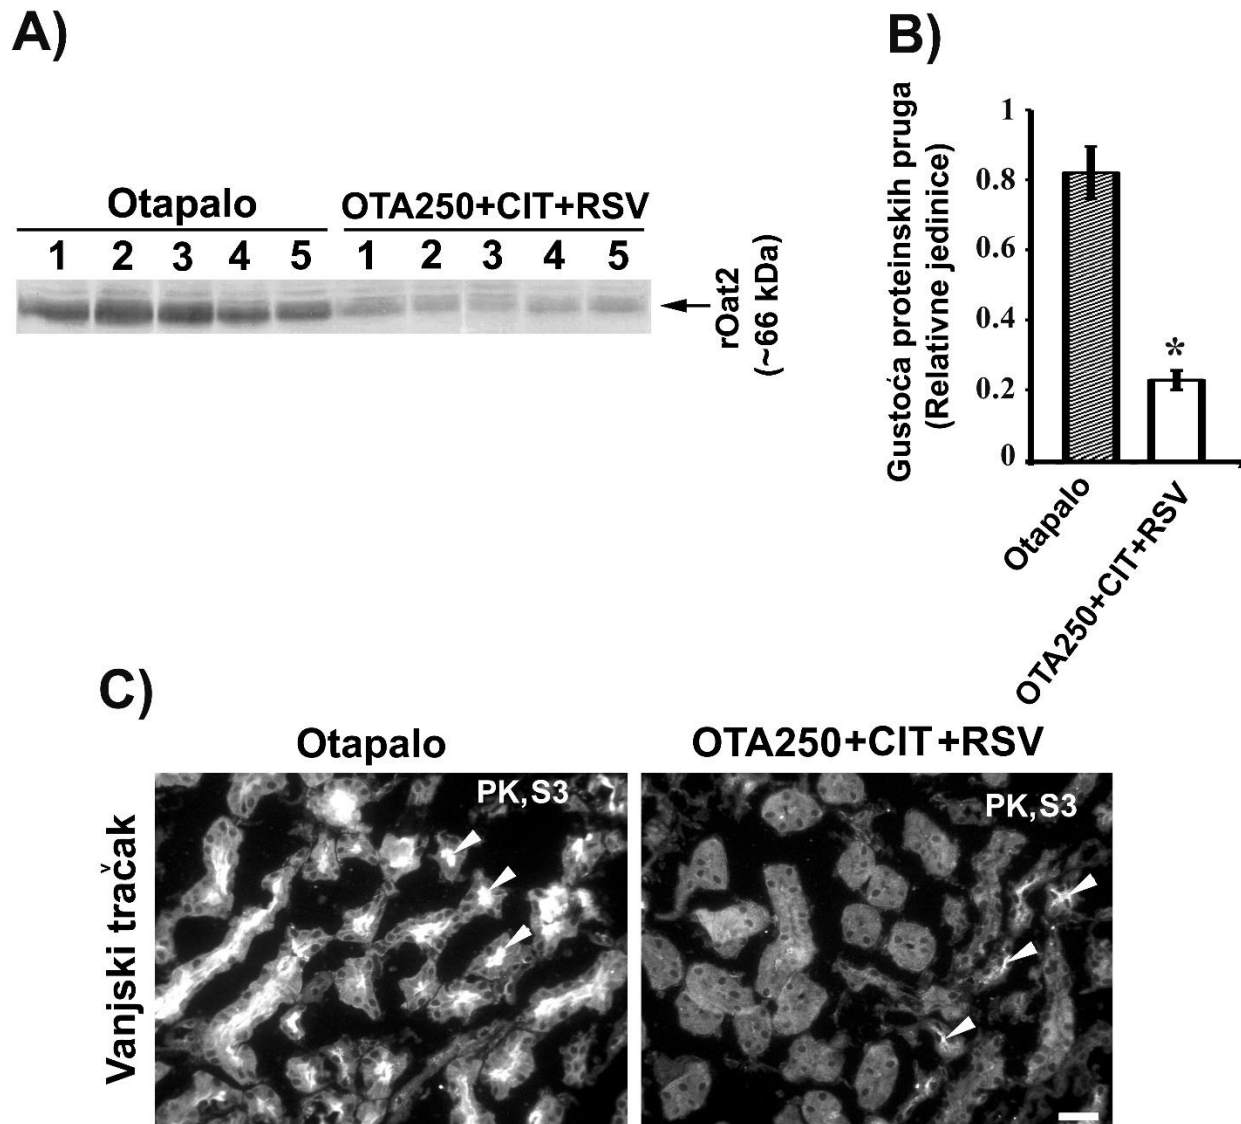 A)
Otapalo OTA250+CIT+RSV
1 2 3 4 5 1 2 3 4 5
rOat2
(~66 kDa)
B)
Gustoća proteinskih pruga
(Relativne jedinice)
1
0.8
0.6
0.4
0.2
0
*
Otapalo
OTA250+CIT+RSV
C)
Otapalo OTA250+CIT+RSV
Vanjski tračak
PK,S3 PK,S3